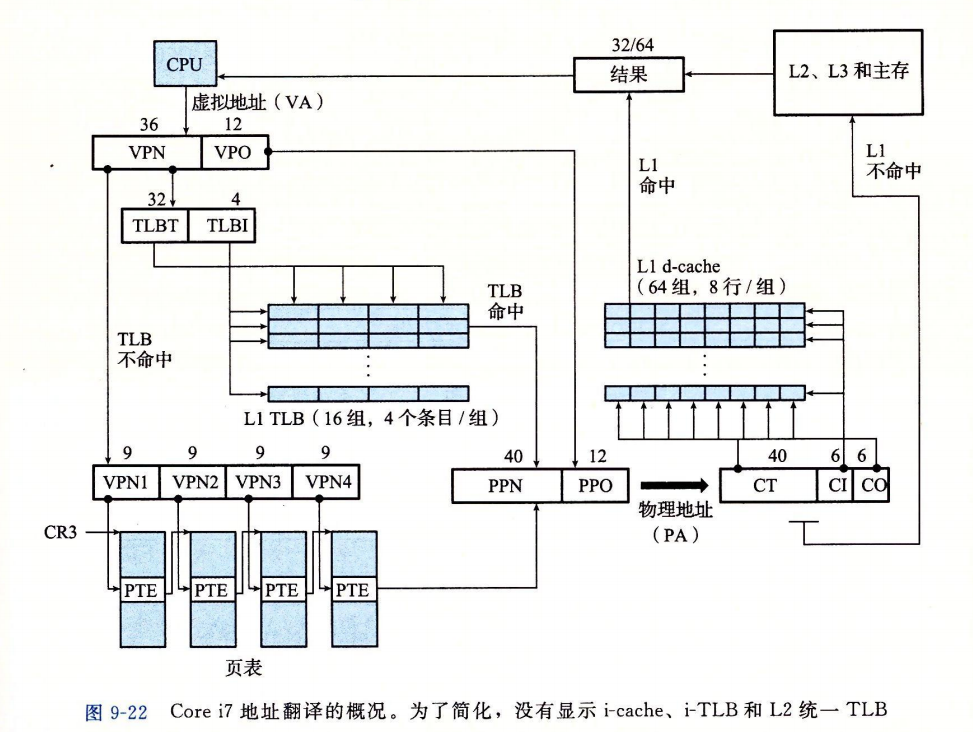 CPU
32/64
结果
L2、L3 和主存
虚拟地址（VA）
36
12
VPN
VPO
L1
命中
L1
不命中
32
4
TLBT
TLBI
TLB
命中
L1 d-cache
（64 组，8 行/组）
TLB
不命中
L1 TLB（16 组，4 个条目/组）
9
9
9
9
VPN1
VPN2
VPN3
VPN4
40
12
PPN
PPO
物理地址
（PA）
40
6
6
CT
CI
CO
CR3
PTE
PTE
PTE
PTE
页表
图 9-22 Core i7 地址翻译的概况。为了简化，没有显示 i-cache、i-TLB 和 L2 统一 TLB